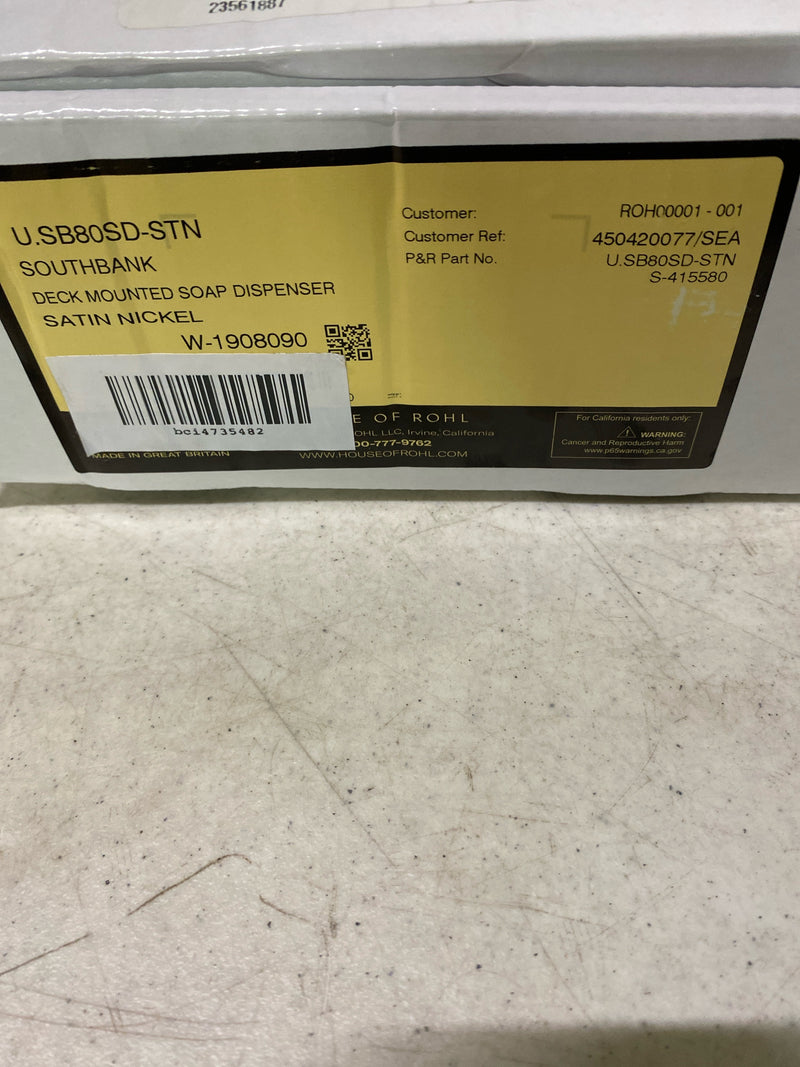 23561887
U.SB80SD-STN
SOUTHBANK
DECK MOUNTED SOAP DISPENSER
SATIN NICKEL
W-1908090
Customer: ROH00001 - 001
Customer Ref: 450420077/SEA
P&R Part No. U.SB80SD-STN
S-415580
bci4735482
E OF ROHL
OHL LLC, Irvine, California
00-777-9762
MADE IN GREAT BRITAIN
WWW.HOUSEOFROHL.COM
For California residents only:
WARNING:
Cancer and Reproductive Harm
www.p65warnings.ca.gov